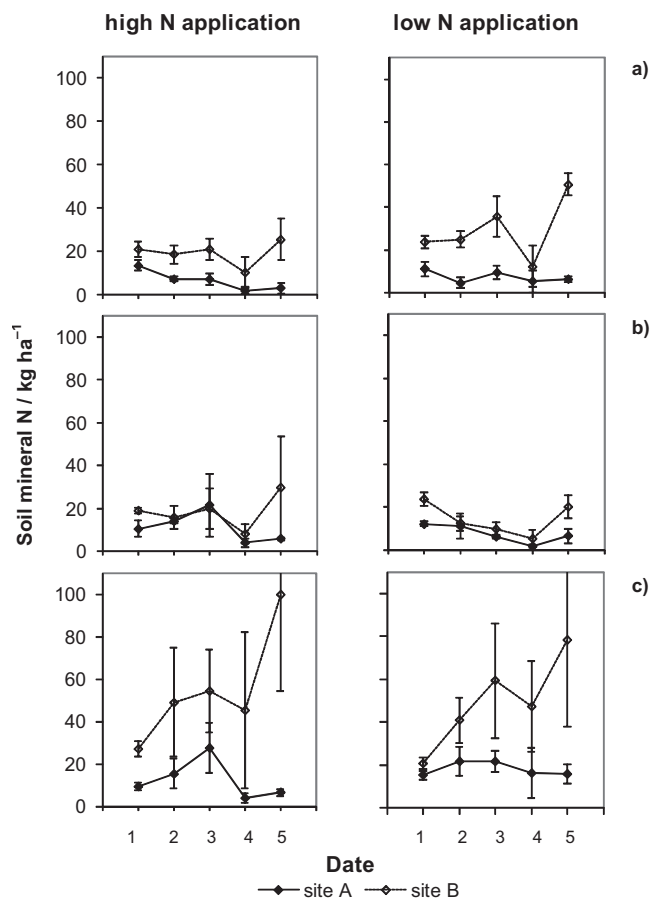 high N application low N application
a)
100
80
60
40
20
0
b)
100
80
60
40
20
0
c)
100
80
60
40
20
0
Soil mineral N / kg ha⁻¹
1 2 3 4 5 1 2 3 4 5
Date
site A site B